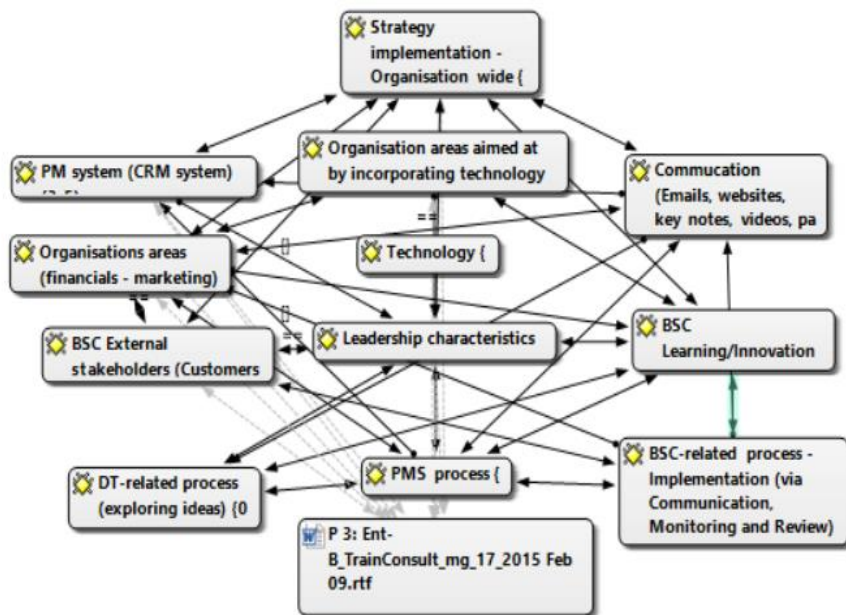 Strategy
implementation -
Organisation wide {
PM system (CRM system)
Organisation areas aimed at
by incorporating technology
Commucation
(Emails, websites,
key notes, videos, pa
==
Organisations areas
(financials - marketing)
[]
Technology {
[]
==
BSC External
stakeholders (Customers
==
Leadership characteristics
BSC
Learning/Innovation
DT-related process
(exploring ideas) {0
PMS process {
BSC-related process -
Implementation (via
Communication,
Monitoring and Review)
P 3: Ent-
B_TrainConsult_mg_17_2015 Feb
09.rtf